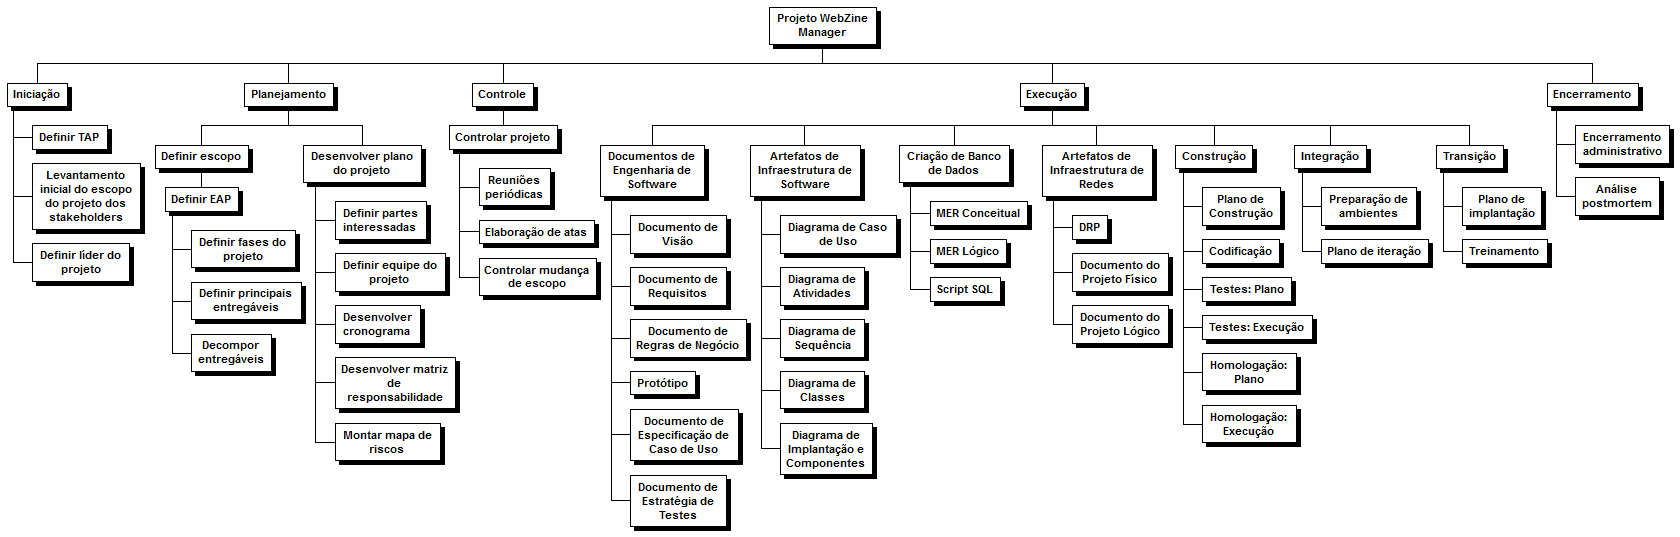 Projeto WebZine
Manager
Iniciação
Definir TAP
Levantamento
inicial do escopo
do projeto dos
stakeholders
Definir líder do
projeto
Planejamento
Definir escopo
Definir EAP
Definir fases do
projeto
Definir principais
entregáveis
Decompor
entregáveis
Desenvolver plano
do projeto
Definir partes
interessadas
Definir equipe do
projeto
Desenvolver
cronograma
Desenvolver matriz
de
responsabilidade
Montar mapa de
riscos
Controle
Controlar projeto
Reuniões
periódicas
Elaboração de atas
Controlar mudança
de escopo
Execução
Documentos de
Engenharia de
Software
Documento de
Visão
Documento de
Requisitos
Documento de
Regras de Negócio
Protótipo
Documento de
Especificação de
Caso de Uso
Documento de
Estratégia de
Testes
Artefatos de
Infraestrutura de
Software
Diagrama de Caso
de Uso
Diagrama de
Atividades
Diagrama de
Sequência
Diagrama de
Classes
Diagrama de
Implantação e
Componentes
Criação de Banco
de Dados
MER Conceitual
MER Lógico
Script SQL
Artefatos de
Infraestrutura de
Redes
DRP
Documento do
Projeto Físico
Documento do
Projeto Lógico
Construção
Plano de
Construção
Codificação
Testes: Plano
Testes: Execução
Homologação:
Plano
Homologação:
Execução
Integração
Preparação de
ambientes
Plano de iteração
Transição
Plano de
implantação
Treinamento
Encerramento
Encerramento
administrativo
Análise
postmortem